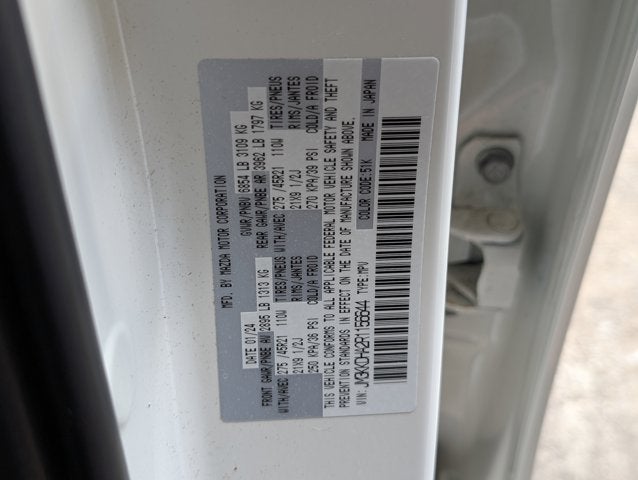 MFD. BY MAZDA MOTOR CORPORATION
DATE 01/24 GVWR/PNBV 6854 LB 3109 KG
FRONT GAWR/PNBE AV 2895 LB 1313 KG REAR GAWR/PNBE AR 3962 LB 1797 KG
WITH/AVEC 275 /45R21 110W TIRES/PNEUS WITH/AVEC 275 /45R21 110W TIRES/PNEUS
21X9 1/2J RIMS/JANTES 21X9 1/2J RIMS/JANTES
250 KPA/36 PSI COLD/A FROID 270 KPA/39 PSI COLD/A FROID
THIS VEHICLE CONFORMS TO ALL APPLICABLE FEDERAL MOTOR VEHICLE SAFETY AND THEFT
PREVENTION STANDARDS IN EFFECT ON THE DATE OF MANUFACTURE SHOWN ABOVE.
VIN: TYPE:MPV COLOR CODE:51K MADE IN JAPAN